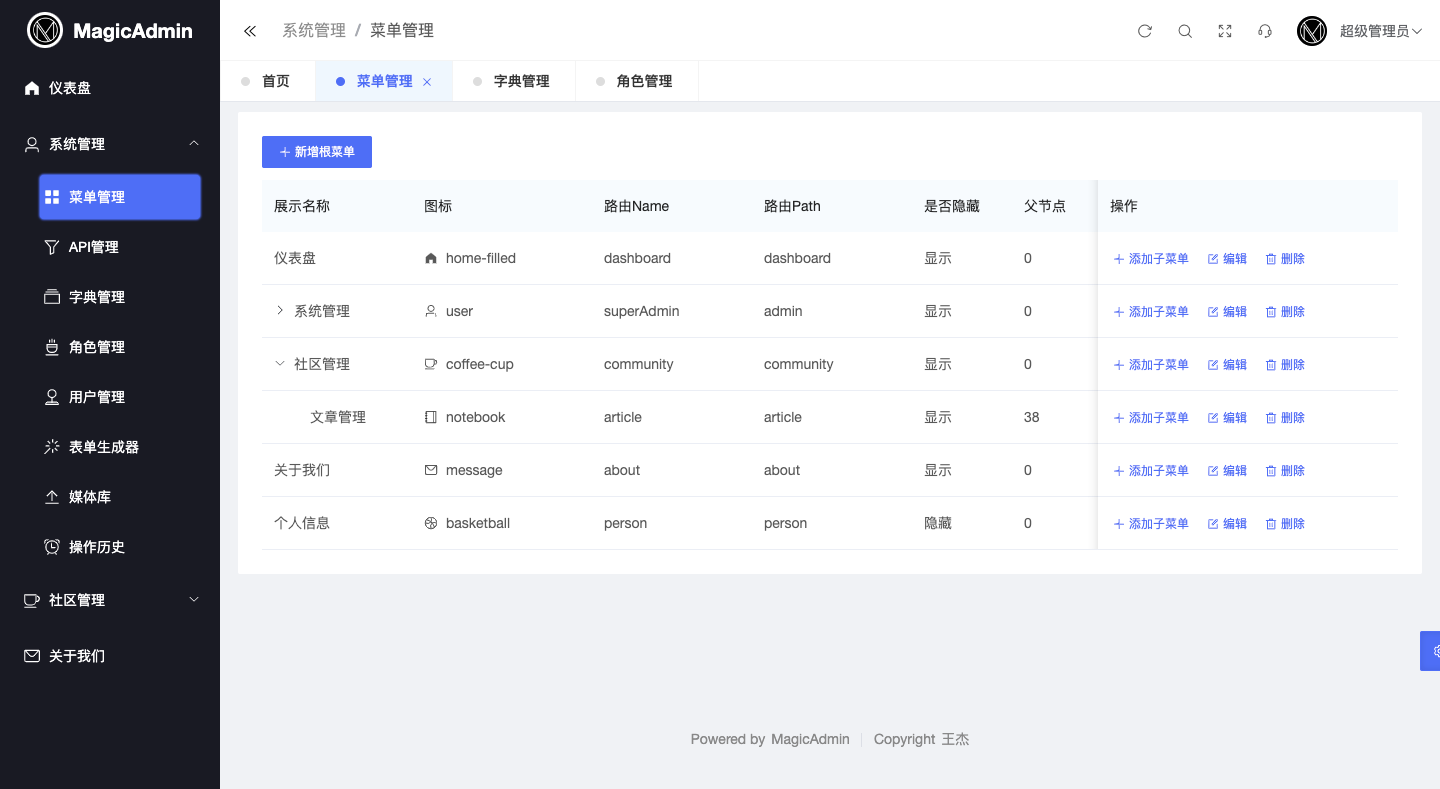 MagicAdmin
仪表盘
系统管理
菜单管理
API管理
字典管理
角色管理
用户管理
表单生成器
媒体库
操作历史
社区管理
关于我们
系统管理 / 菜单管理
超级管理员
首页 菜单管理 字典管理 角色管理
新增根菜单
展示名称 图标 路由Name 路由Path 是否隐藏 父节点 操作
仪表盘 home-filled dashboard dashboard 显示 0 添加子菜单 编辑 删除
系统管理 user superAdmin admin 显示 0 添加子菜单 编辑 删除
社区管理 coffee-cup community community 显示 0 添加子菜单 编辑 删除
文章管理 notebook article article 显示 38 添加子菜单 编辑 删除
关于我们 message about about 显示 0 添加子菜单 编辑 删除
个人信息 basketball person person 隐藏 0 添加子菜单 编辑 删除
Powered by MagicAdmin Copyright 王杰